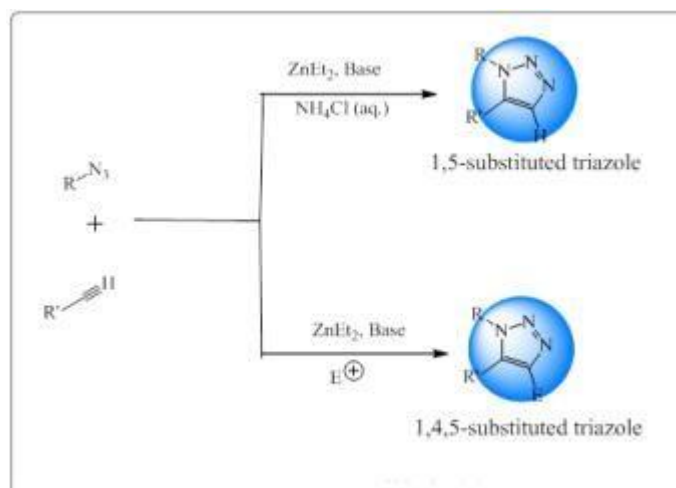 ZnEt₂, Base
NH₄Cl (aq.)
R
N
N
N
R'
H
1,5-substituted triazole
R
N₃
+
R'
H
ZnEt₂, Base
E⊕
R
N
N
N
R'
E
1,4,5-substituted triazole